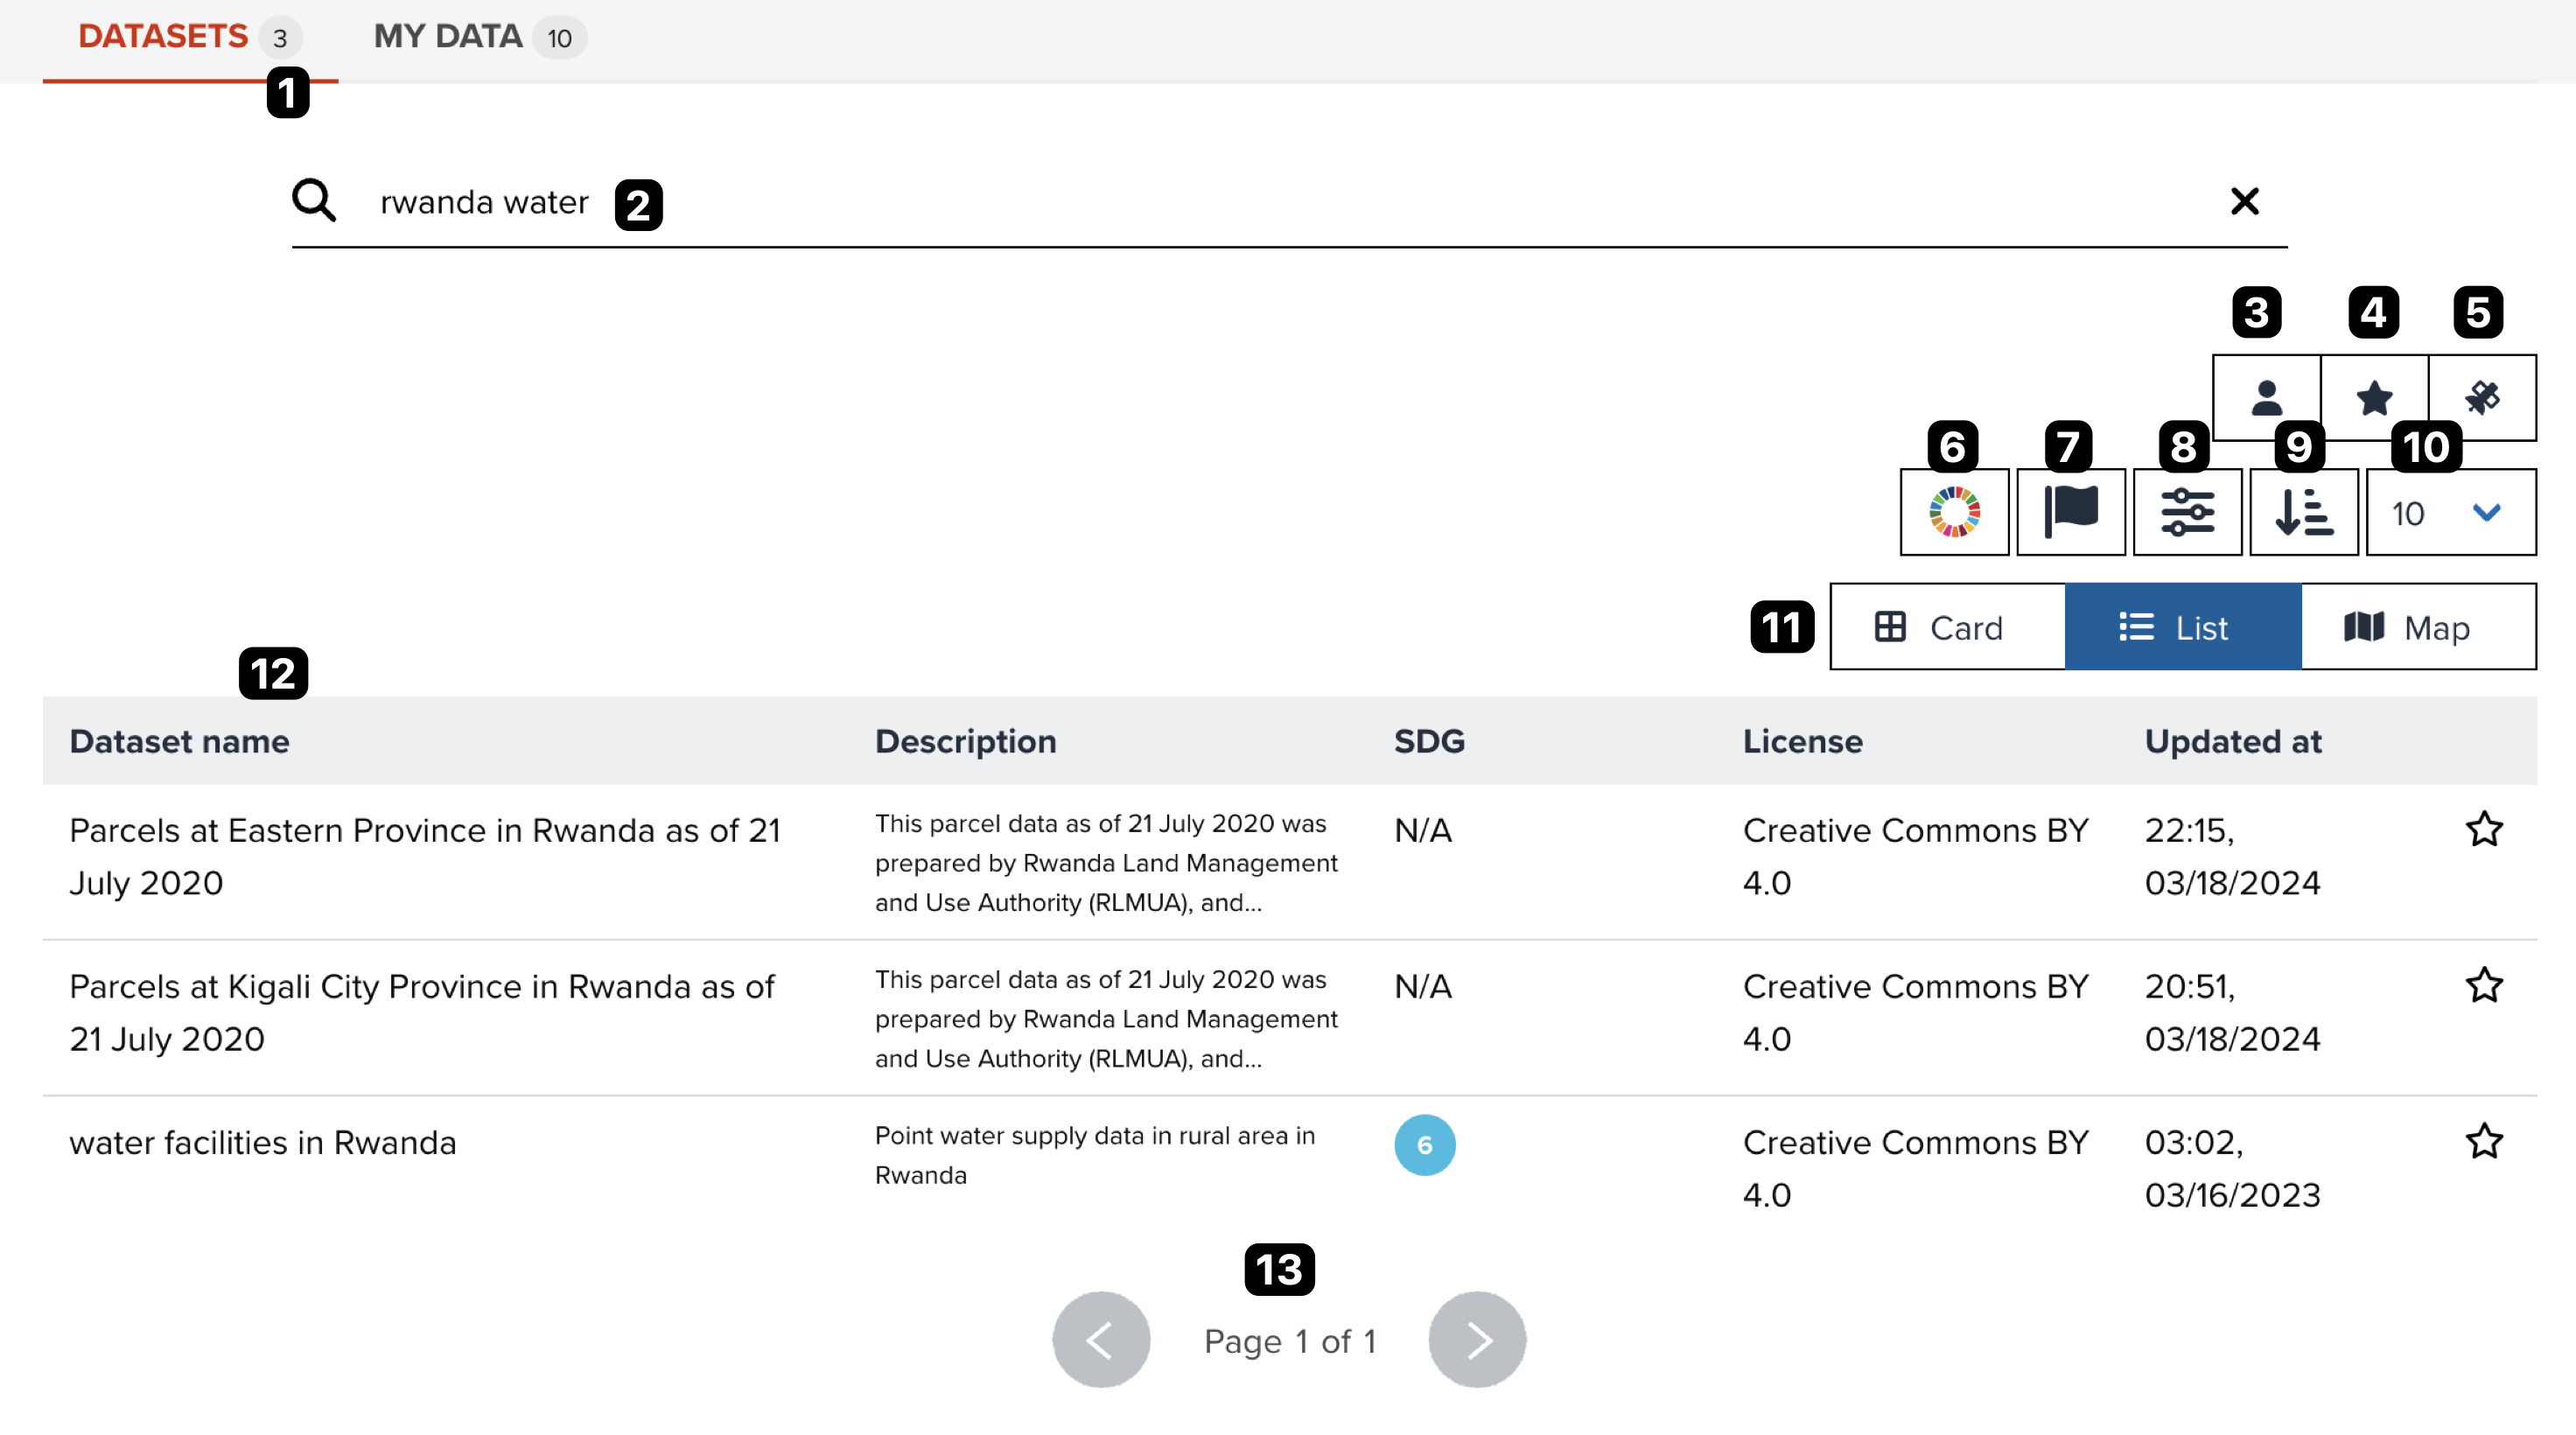 DATASETS 3 MY DATA 10
1
rwanda water 2
3 4 5
6 7 8 9 10
10
11 Card List Map
12
Dataset name Description SDG License Updated at
Parcels at Eastern Province in Rwanda as of 21
July 2020
This parcel data as of 21 July 2020 was
prepared by Rwanda Land Management
and Use Authority (RLMUA), and...
N/A
Creative Commons BY
4.0
22:15,
03/18/2024
Parcels at Kigali City Province in Rwanda as of
21 July 2020
This parcel data as of 21 July 2020 was
prepared by Rwanda Land Management
and Use Authority (RLMUA), and...
N/A
Creative Commons BY
4.0
20:51,
03/18/2024
water facilities in Rwanda
Point water supply data in rural area in
Rwanda
6
Creative Commons BY
4.0
03:02,
03/16/2023
13
Page 1 of 1